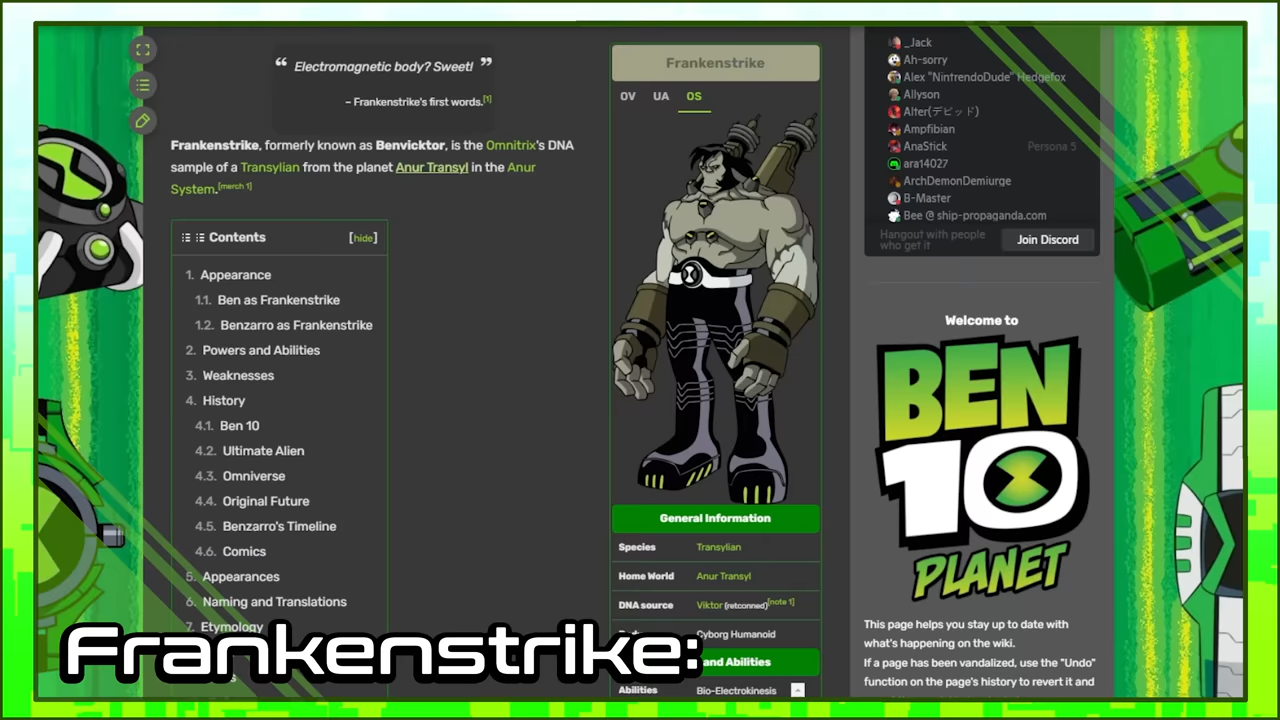 “ Electromagnetic body? Sweet! ”
– Frankenstrike's first words.[1]
Frankenstrike, formerly known as Benvicktor, is the Omnitrix's DNA
sample of a Transylian from the planet Anur Transyl in the Anur
System.[merch 1]
Contents [hide]
1. Appearance
1.1. Ben as Frankenstrike
1.2. Benzarro as Frankenstrike
2. Powers and Abilities
3. Weaknesses
4. History
4.1. Ben 10
4.2. Ultimate Alien
4.3. Omniverse
4.4. Original Future
4.5. Benzarro's Timeline
4.6. Comics
5. Appearances
6. Naming and Translations
7. Etymology
Frankenstrike:
Frankenstrike
OV UA OS
General Information
Species Transylian
Home World Anur Transyl
DNA source Viktor (retconned)[note 1]
Cyborg Humanoid
and Abilities
Abilities Bio-Electrokinesis
_Jack
Ah-sorry
Alex "NintrendoDude" Hedgefox
Allyson
Alter(デビッド)
Ampfibian
AnaStick Persona 5
ara14027
ArchDemonDemiurge
B-Master
Bee @ ship-propaganda.com
Hangout with people
who get it
Join Discord
Welcome to
BEN
10
PLANET
This page helps you stay up to date with
what's happening on the wiki.
If a page has been vandalized, use the "Undo"
function on the page's history to revert it and